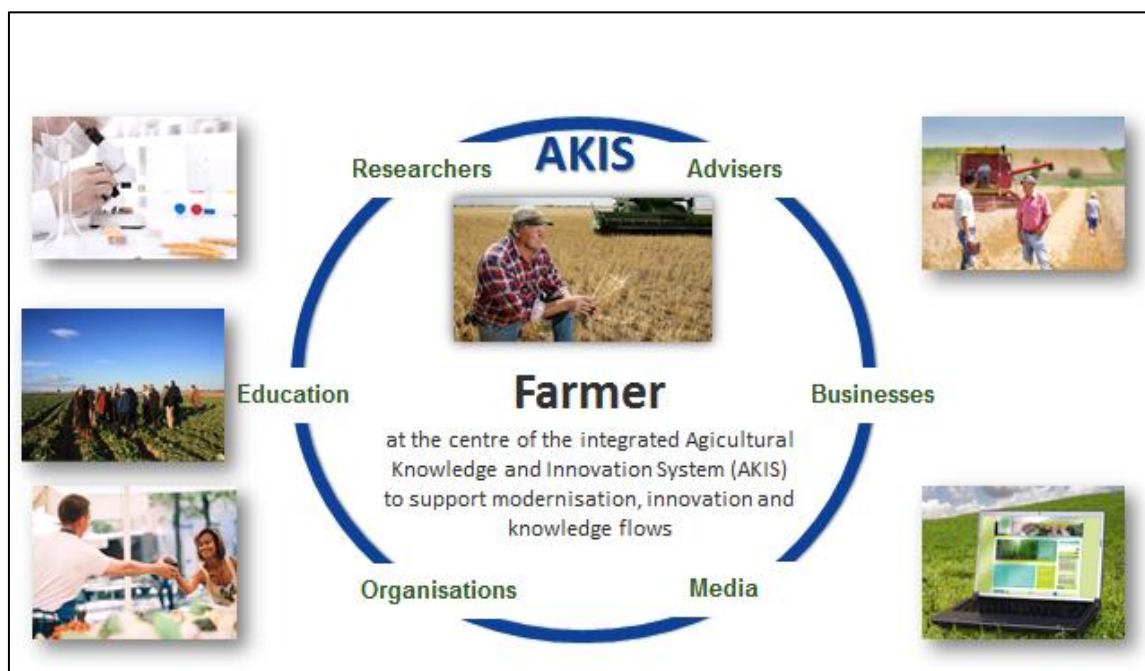 AKIS
Researchers
Advisers
Education
Businesses
Farmer
at the centre of the integrated Agicultural
Knowledge and Innovation System (AKIS)
to support modernisation, innovation and
knowledge flows
Organisations
Media